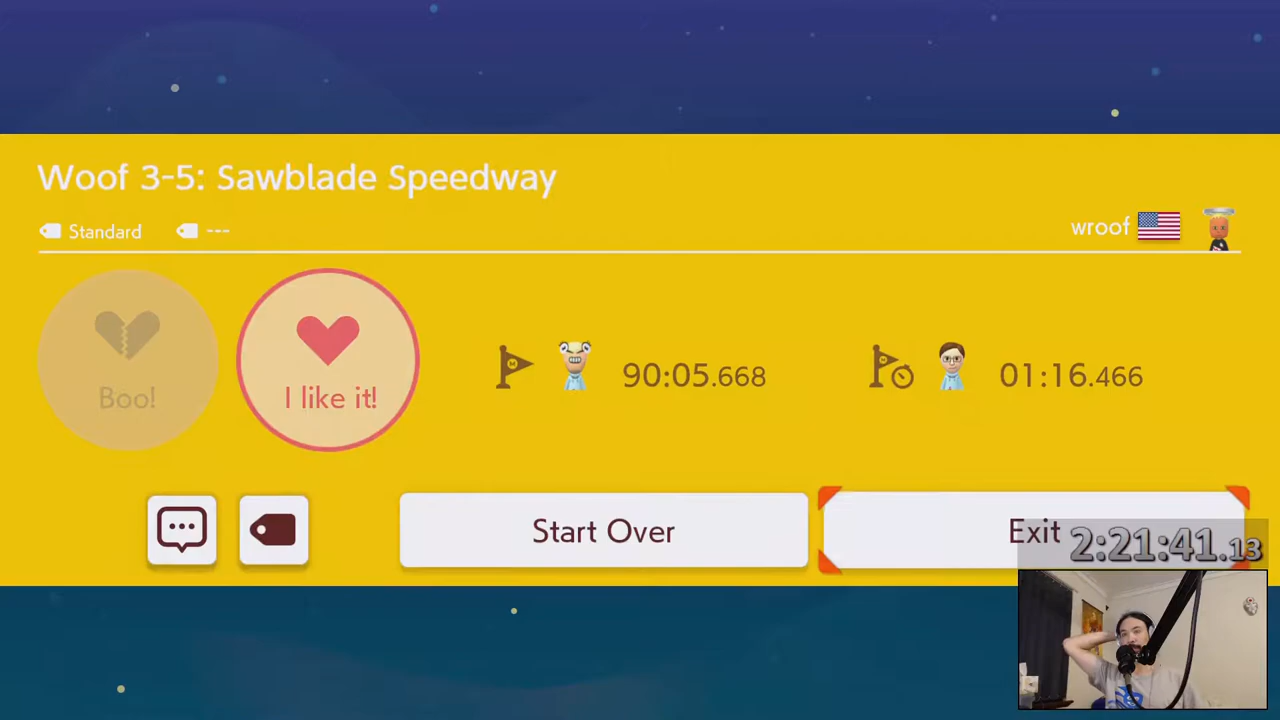 Woof 3-5: Sawblade Speedway
Standard ---
wroof
Boo!
I like it!
M 90:05.668
M 01:16.466
Start Over
Exit
2:21:41.13